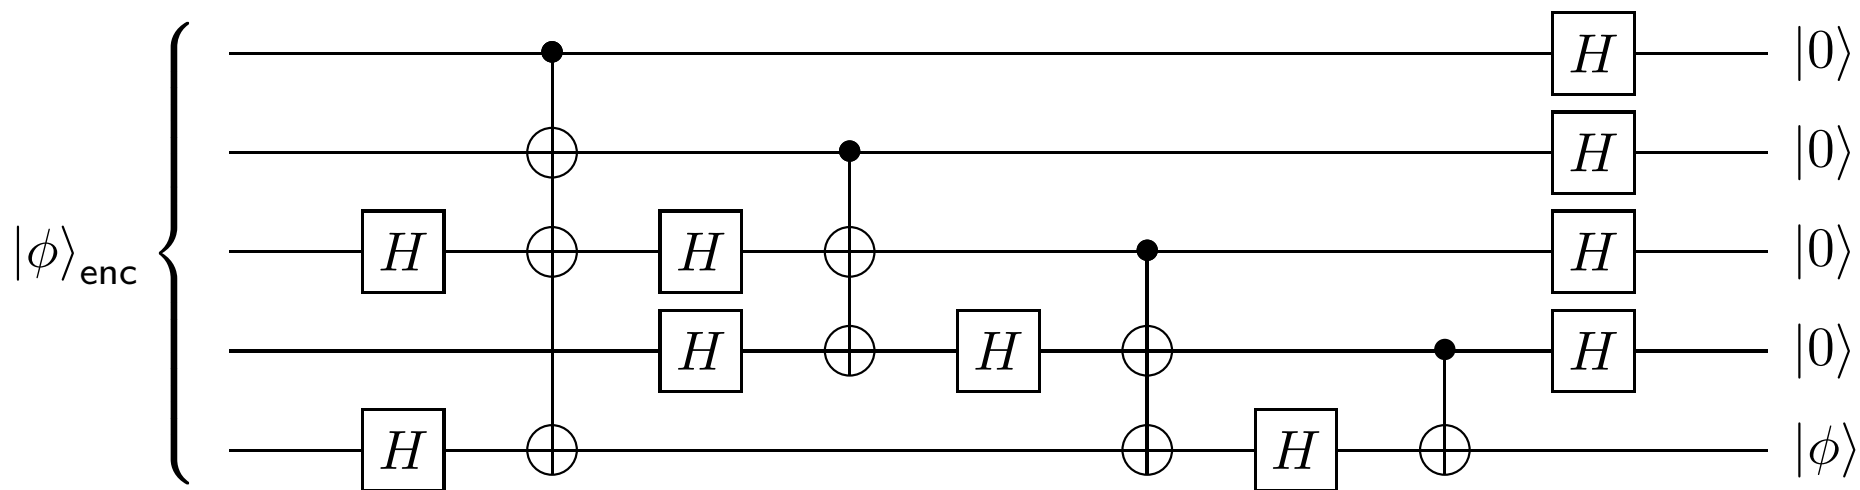 H |0⟩
H |0⟩
|ϕ⟩enc H H H |0⟩
H H H |0⟩
H H |ϕ⟩